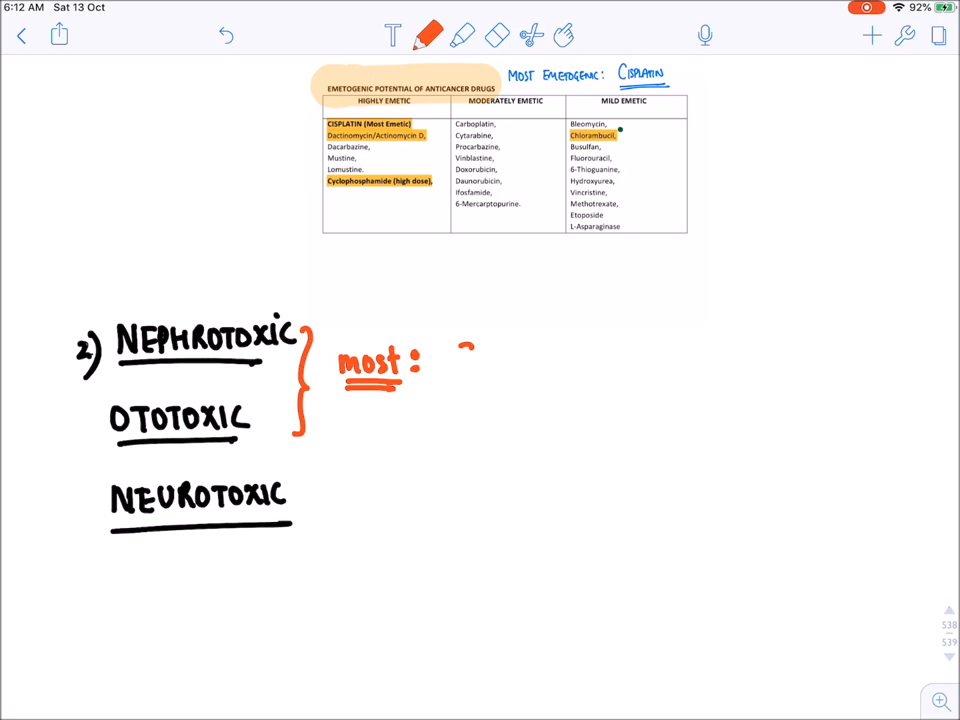 6:12 AM Sat 13 Oct
92%
T
MOST EMETOGENIC: CISPLATIN
EMETOGENIC POTENTIAL OF ANTICANCER DRUGS
HIGHLY EMETIC MODERATELY EMETIC MILD EMETIC
CISPLATIN (Most Emetic) Carboplatin, Bleomycin,
Dactinomycin/Actinomycin D, Cytarabine, Chlorambucil,
Dacarbazine, Procarbazine, Busulfan,
Mustine, Vinblastine, Fluorouracil,
Lomustine. Doxorubicin, 6-Thioguanine,
Cyclophosphamide (high dose), Daunorubicin, Hydroxyurea,
Ifosfamide, Vincristine,
6-Mercarptopurine. Methotrexate,
Etoposide
L-Asparaginase
2) NEPHROTOXIC
most:
OTOTOXIC
NEUROTOXIC
538
539